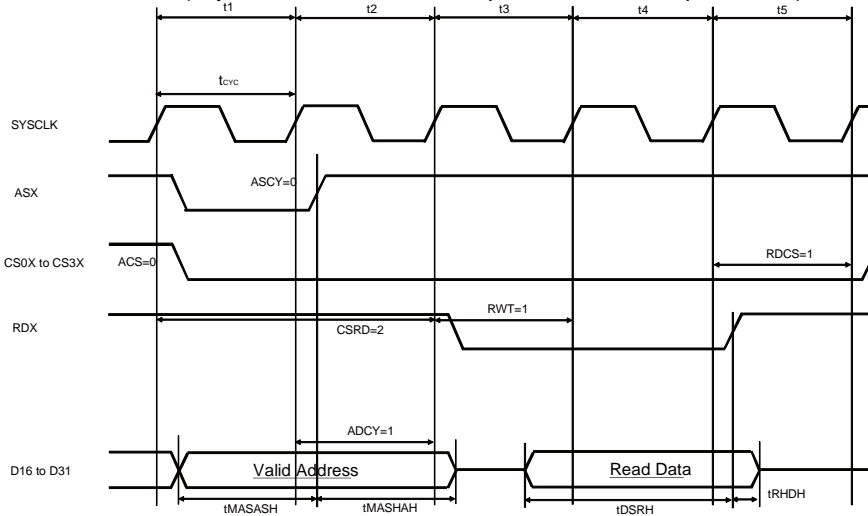 t1 t2 t3 t4 t5
tCYC
SYSCLK
ASX
ASCY=0
CS0X to CS3X
ACS=0
RDCS=1
RDX
CSRD=2
RWT=1
ADCY=1
D16 to D31
Valid Address
Read Data
tMASASH
tMASHAH
tDSRH
tRHDH